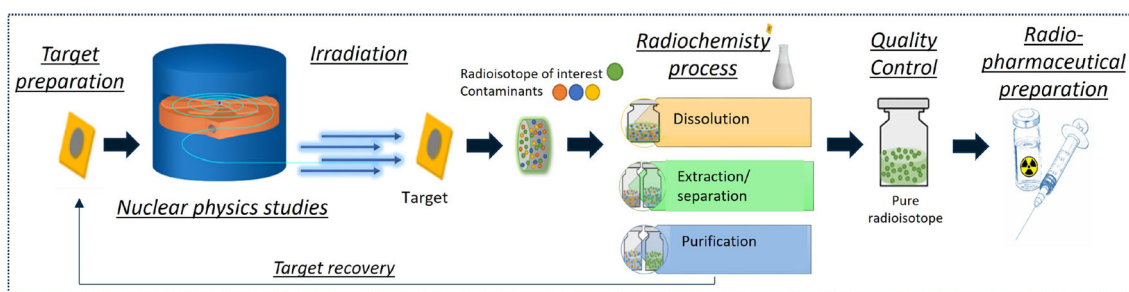 Target
preparation
Nuclear physics studies
Irradiation
Target
Radioisotope of interest
Contaminants
Radiochemisty
process
Dissolution
Extraction/
separation
Purification
Quality
Control
Pure
radioisotope
Radio-
pharmaceutical
preparation
Target recovery